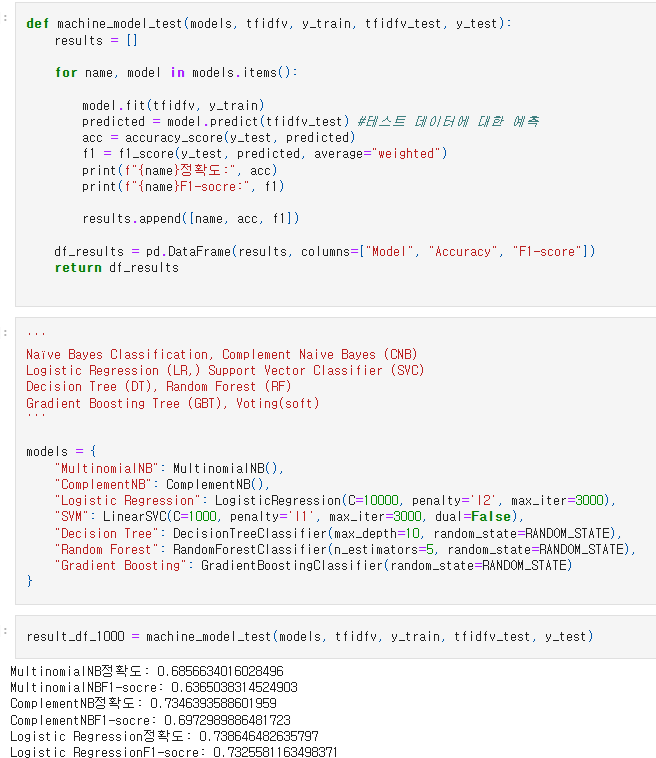 def machine_model_test(models, tfidfv, y_train, tfidfv_test, y_test):
    results = []
    for name, model in models.items():
        model.fit(tfidfv, y_train)
        predicted = model.predict(tfidfv_test) #테스트 데이터에 대한 예측
        acc = accuracy_score(y_test, predicted)
        f1 = f1_score(y_test, predicted, average="weighted")
        print(f"{name}정확도:", acc)
        print(f"{name}F1-socre:", f1)
        results.append([name, acc, f1])
    df_results = pd.DataFrame(results, columns=["Model", "Accuracy", "F1-score"])
    return df_results
'''
Naïve Bayes Classification, Complement Naive Bayes (CNB)
Logistic Regression (LR,) Support Vector Classifier (SVC)
Decision Tree (DT), Random Forest (RF)
Gradient Boosting Tree (GBT), Voting(soft)
'''
models = {
    "MultinomialNB": MultinomialNB(),
    "ComplementNB": ComplementNB(),
    "Logistic Regression": LogisticRegression(C=10000, penalty='l2', max_iter=3000),
    "SVM": LinearSVC(C=1000, penalty='l1', max_iter=3000, dual=False),
    "Decision Tree": DecisionTreeClassifier(max_depth=10, random_state=RANDOM_STATE),
    "Random Forest": RandomForestClassifier(n_estimators=5, random_state=RANDOM_STATE),
    "Gradient Boosting": GradientBoostingClassifier(random_state=RANDOM_STATE)
}
result_df_1000 = machine_model_test(models, tfidfv, y_train, tfidfv_test, y_test)
MultinomialNB정확도: 0.6856634016028496
MultinomialNBF1-socre: 0.6365038314524903
ComplementNB정확도: 0.7346393588601959
ComplementNBF1-socre: 0.6972989886481723
Logistic Regression정확도: 0.738646482635797
Logistic RegressionF1-socre: 0.7325581163498371